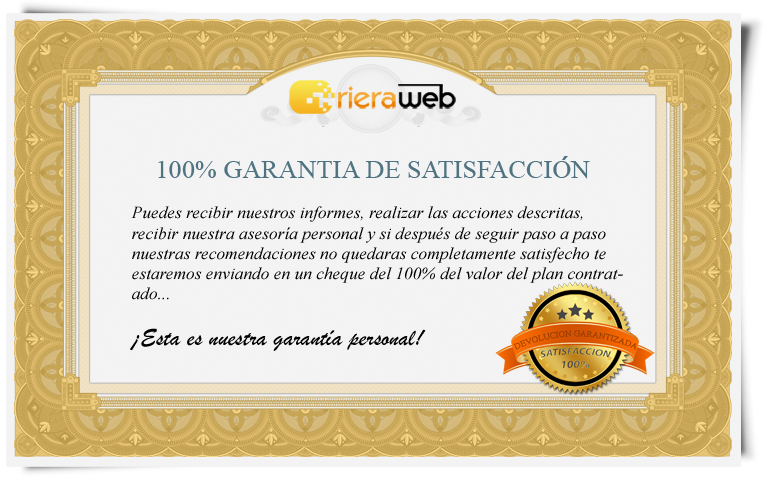 rieraweb
100% GARANTIA DE SATISFACCIÓN
Puedes recibir nuestros informes, realizar las acciones descritas,
recibir nuestra asesoría personal y si después de seguir paso a paso
nuestras recomendaciones no quedaras completamente satisfecho te
estaremos enviando en un cheque del 100% del valor del plan contrat-
ado...
¡Esta es nuestra garantía personal!
DEVOLUCION GARANTIZADA
SATISFACCION
100%